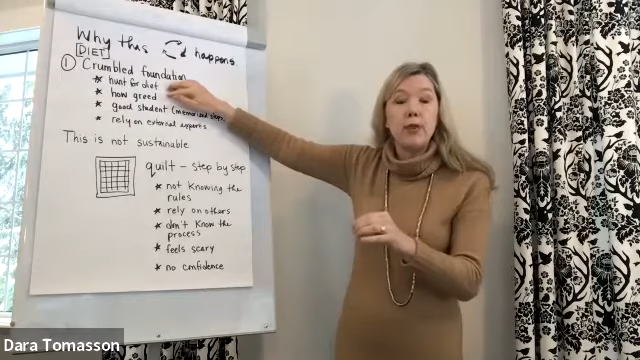 Why this happens
DIET
① Crumbled foundation
* hunt for diet
* how greed
* good student (memorized steps
* rely on external experts
This is not sustainable
quilt – step by step
* not knowing the
rules
* rely on others
* don't know the
process
* feels scary
* no confidence
Dara Tomasson